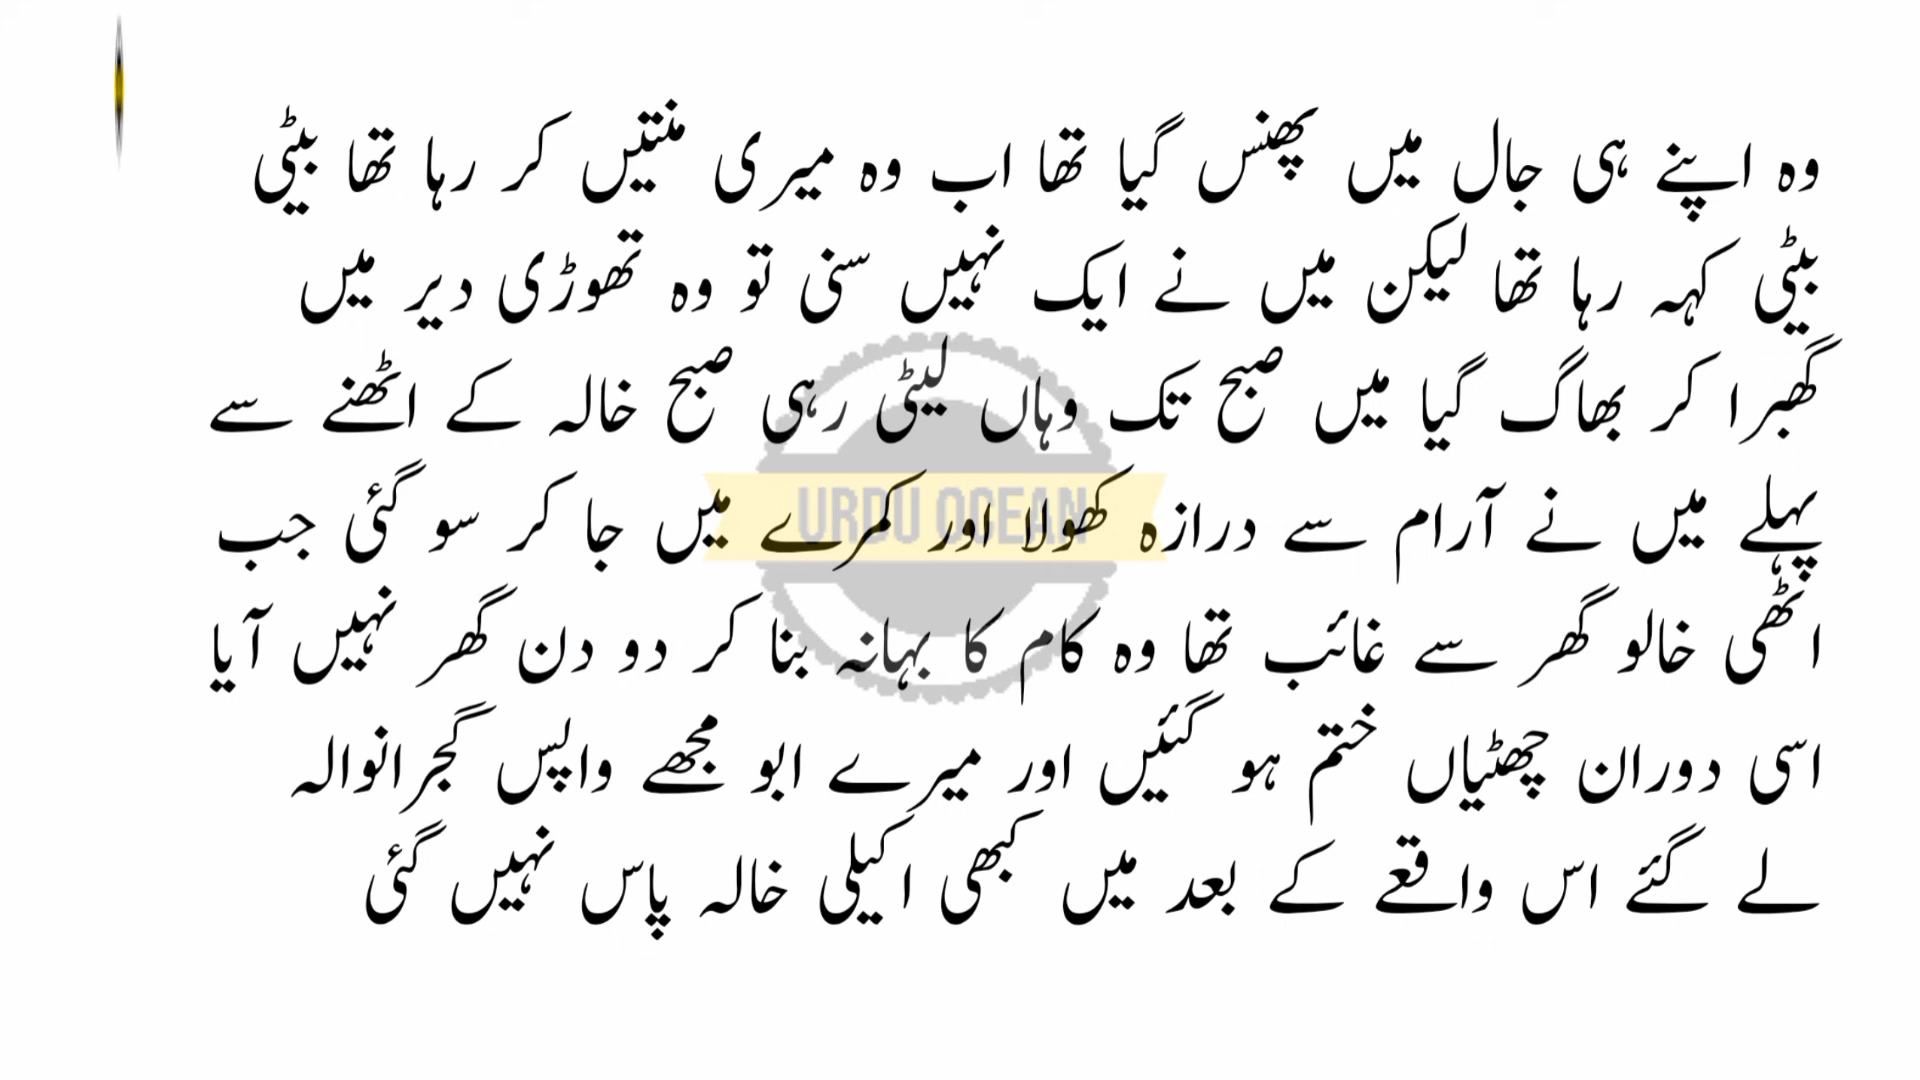 وہ اپنے ہی جال میں پھنس گیا تھا اب وہ میری منتیں کر رہا تھا بیٹی
بیٹی کہہ رہا تھا لیکن میں نے ایک نہیں سنی تو وہ تھوڑی دیر میں
گھبرا کر بھاگ گیا میں صبح تک وہاں لیٹی رہی صبح خالہ کے اٹھنے سے
پہلے میں نے آرام سے درازہ کھولا اور کمرے میں جا کر سو گئی جب
اٹھی خالو گھر سے غائب تھا وہ کام کا بہانہ بنا کر دو دن گھر نہیں آیا
اسی دوران چھٹیاں ختم ہو گئیں اور میرے ابو مجھے واپس گجرانوالہ
لے گئے اس واقعے کے بعد میں کبھی اکیلی خالہ پاس نہیں گئی
URDU OCEAN